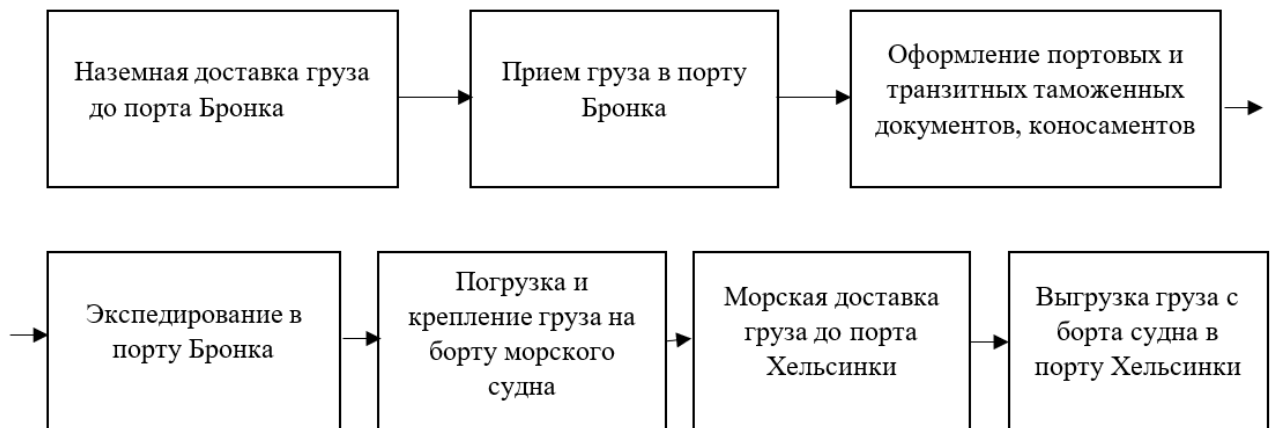 Наземная доставка груза
до порта Бронка
Прием груза в порту
Бронка
Оформление портовых и
транзитных таможенных
документов, коносаментов
Экспедирование в
порту Бронка
Погрузка и
крепление груза на
борту морского
судна
Морская доставка
груза до порта
Хельсинки
Выгрузка груза с
борта судна в
порту Хельсинки